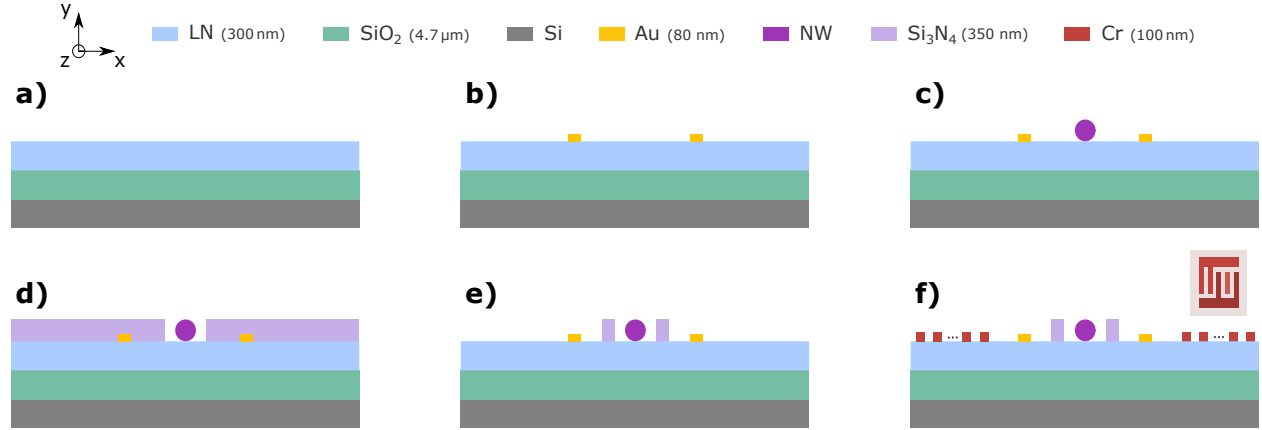 y
z x
LN (300 nm) SiO₂ (4.7 μm) Si Au (80 nm) NW Si₃N₄ (350 nm) Cr (100 nm)
a) b) c)
d) e) f)
... ...